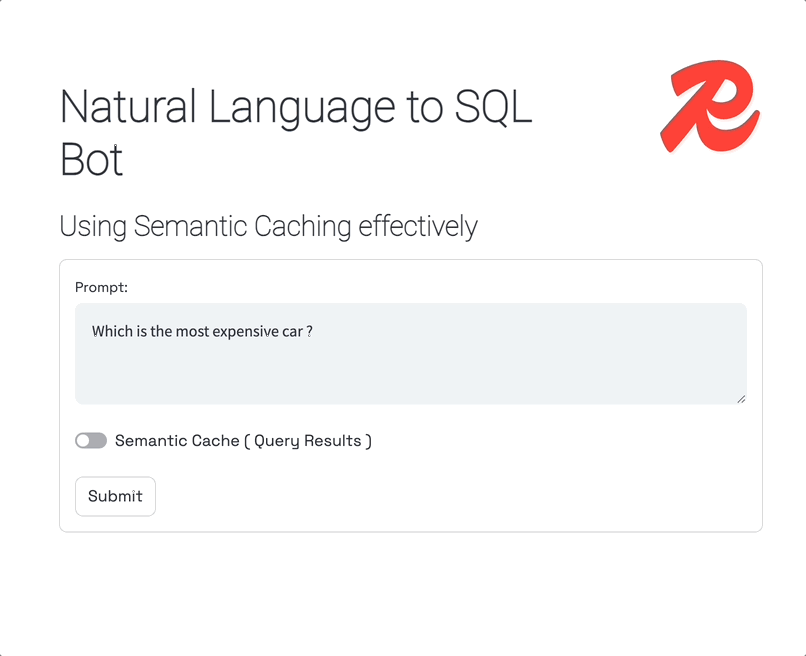 Natural Language to SQL
Bot
Using Semantic Caching effectively
Prompt:
Which is the most expensive car ?
Semantic Cache ( Query Results )
Submit